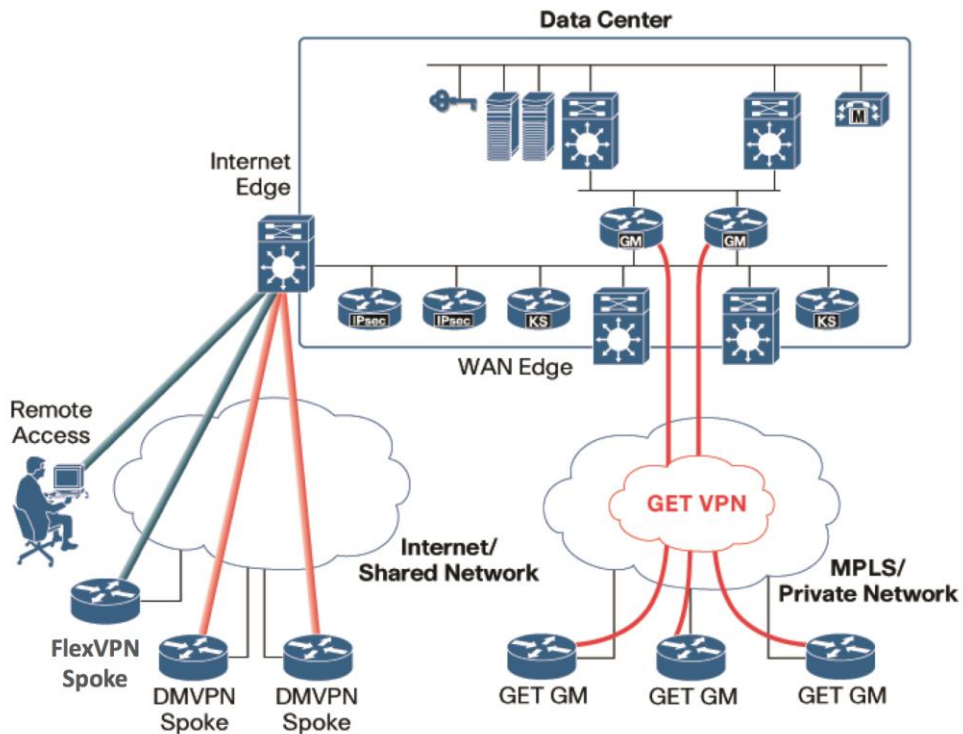 Data Center
M
Internet
Edge
GM
GM
IPsec
IPsec
KS
KS
WAN Edge
Remote
Access
GET VPN
Internet/
Shared Network
MPLS/
Private Network
FlexVPN
Spoke
DMVPN
Spoke
DMVPN
Spoke
GET GM
GET GM
GET GM